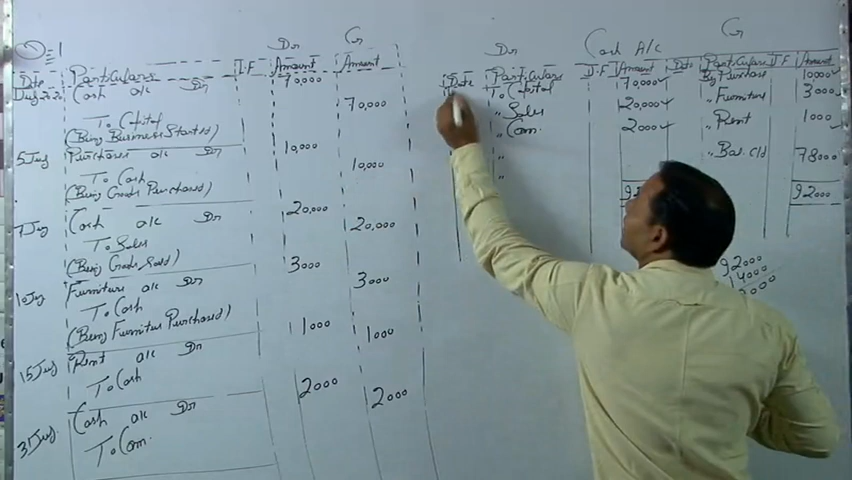 Q=1
Dr
Cr
Date Particulars I.F Amount Amount
Cash a/c 70,000
To Capital 70,000
(Being Business Started)
5 July Purchases a/c Dr 10,000
To Cash 10,000
(Being Goods Purchased)
7 July Cash a/c Dr 20,000
To Sales 20,000
(Being Goods Sold)
10 July Furniture a/c Dr 3000
To Cash 3000
(Being Furniture Purchased)
15 July Rent a/c Dr 1000
To Cash 1000
31 July Cash a/c Dr 2000
To Com. 2000
Dr Cash A/c Cr
Date Particulars I.F Amount Date Particulars I.F Amount
To Capital 70,000 By Purchase 10000
" Sales 20,000 " Furniture 3000
" Com. 2000 " Rent 1000
" " Bal. c/d 78000
"
92000
92000
14000